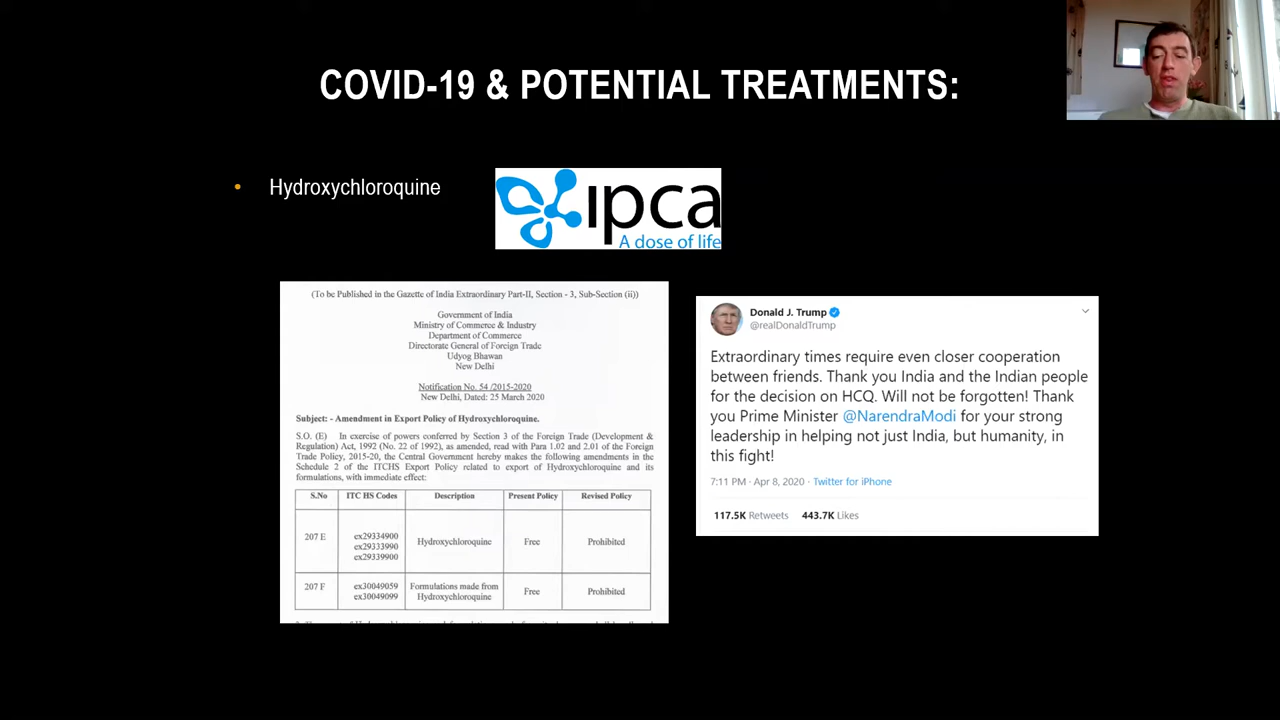 COVID-19 & POTENTIAL TREATMENTS:
• Hydroxychloroquine
ipca
A dose of life
(To be Published in the Gazette of India Extraordinary Part-II, Section - 3, Sub-Section (ii))
Government of India
Ministry of Commerce & Industry
Department of Commerce
Directorate General of Foreign Trade
Udyog Bhawan
New Delhi
Notification No. 54 /2015-2020
New Delhi, Dated: 25 March 2020
Subject: - Amendment in Export Policy of Hydroxychloroquine.
S.O. (E) In exercise of powers conferred by Section 3 of the Foreign Trade (Development &
Regulation) Act, 1992 (No. 22 of 1992), as amended, read with Para 1.02 and 2.01 of the Foreign
Trade Policy, 2015-20, the Central Government hereby makes the following amendments in the
Schedule 2 of the ITCHS Export Policy related to export of Hydroxychloroquine and its
formulations, with immediate effect:
S.No ITC HS Codes Description Present Policy Revised Policy
207 E ex29334900 ex29333990 ex29339900 Hydroxychloroquine Free Prohibited
207 F ex30049059 ex30049099 Formulations made from Hydroxychloroquine Free Prohibited
Donald J. Trump
@realDonaldTrump
Extraordinary times require even closer cooperation
between friends. Thank you India and the Indian people
for the decision on HCQ. Will not be forgotten! Thank
you Prime Minister @NarendraModi for your strong
leadership in helping not just India, but humanity, in
this fight!
7:11 PM · Apr 8, 2020 · Twitter for iPhone
117.5K Retweets 443.7K Likes